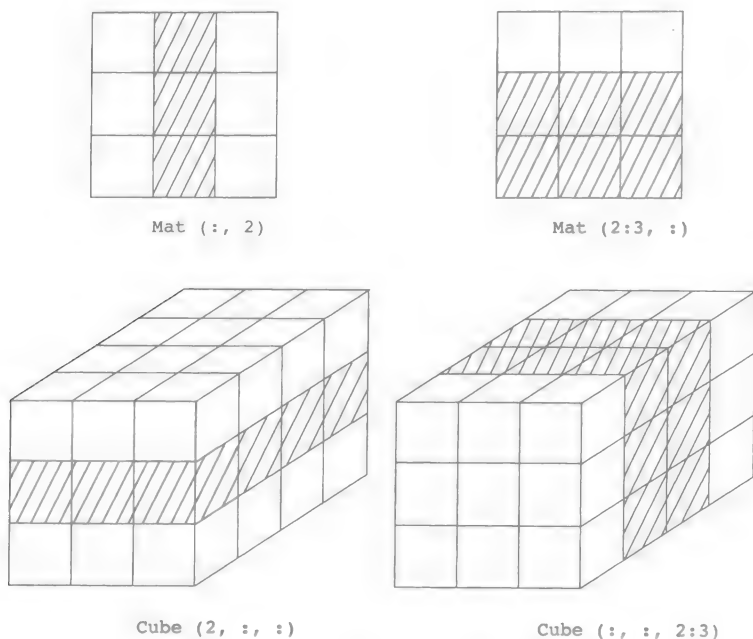 Mat (:, 2)
Mat (2:3, :)
Cube (2, :, :)
Cube (:, :, 2:3)